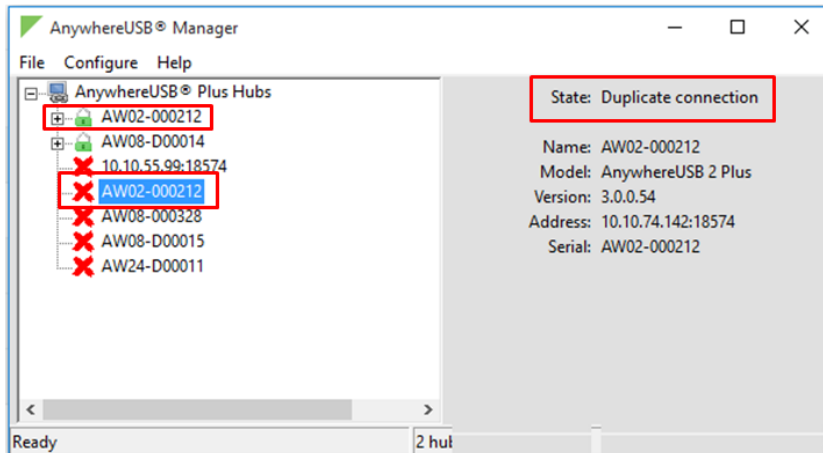 AnywhereUSB® Manager
File Configure Help
AnywhereUSB® Plus Hubs
AW02-000212
AW08-D00014
10.10.55.99:18574
AW02-000212
AW08-000328
AW08-D00015
AW24-D00011
State: Duplicate connection
Name: AW02-000212
Model: AnywhereUSB 2 Plus
Version: 3.0.0.54
Address: 10.10.74.142:18574
Serial: AW02-000212
Ready
2